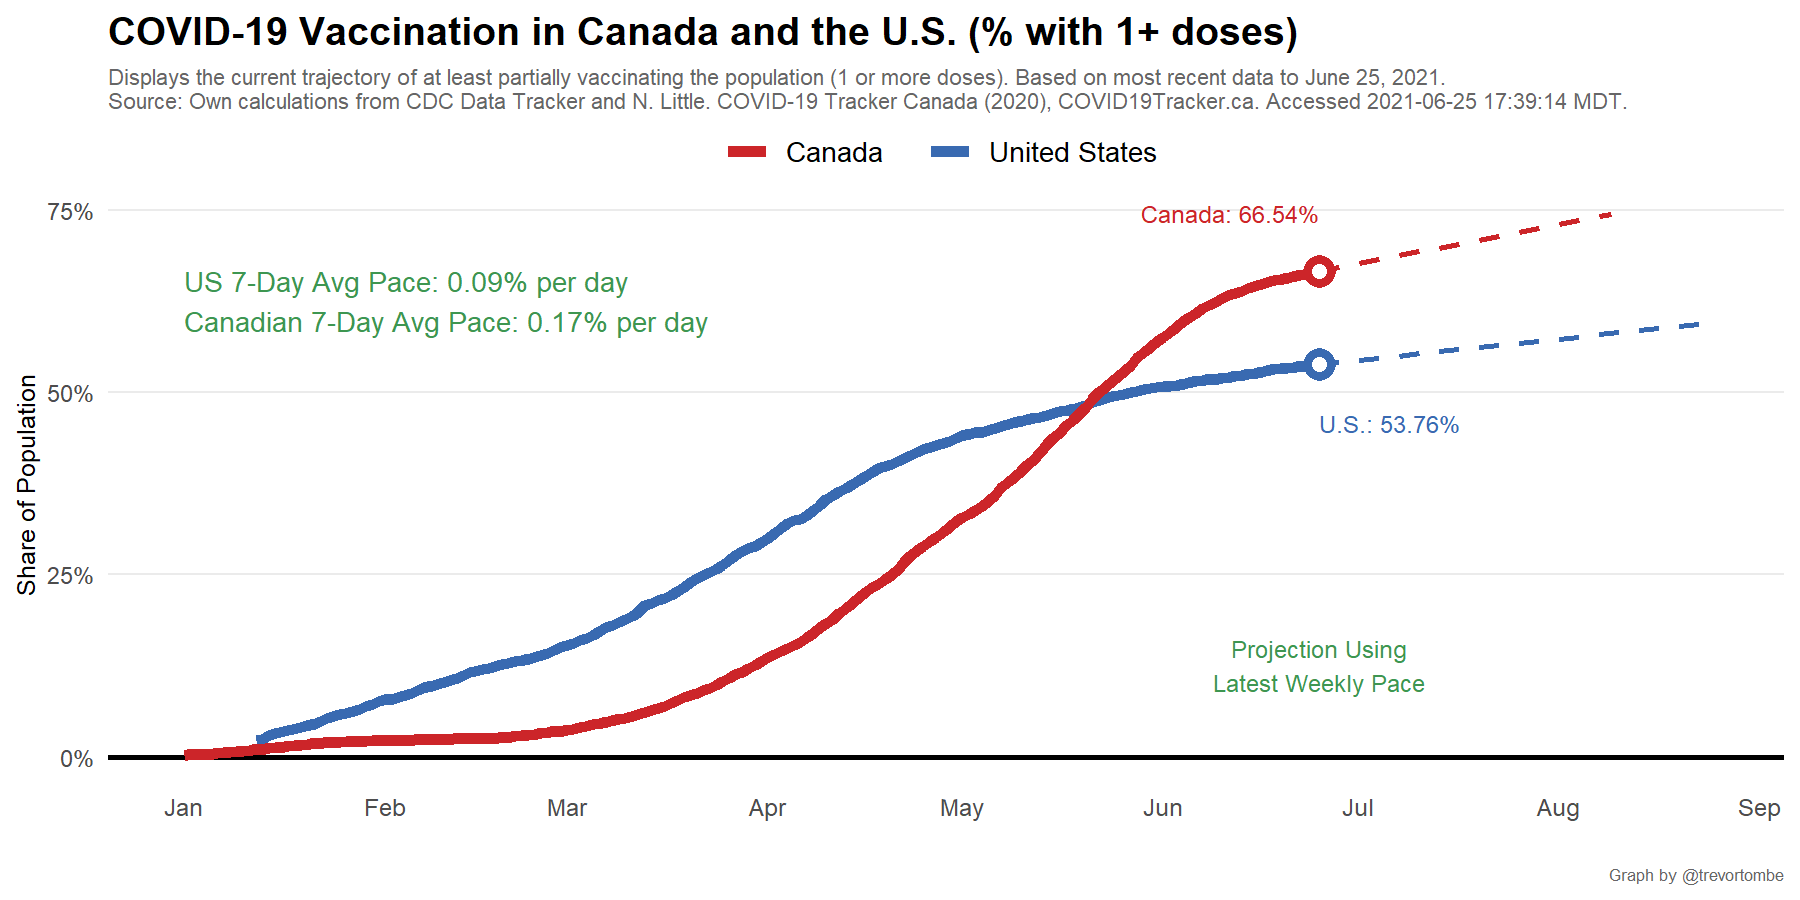 COVID-19 Vaccination in Canada and the U.S. (% with 1+ doses)
Displays the current trajectory of at least partially vaccinating the population (1 or more doses). Based on most recent data to June 25, 2021.
Source: Own calculations from CDC Data Tracker and N. Little. COVID-19 Tracker Canada (2020), COVID19Tracker.ca. Accessed 2021-06-25 17:39:14 MDT.
Canada United States
75%
Canada: 66.54%
US 7-Day Avg Pace: 0.09% per day
Canadian 7-Day Avg Pace: 0.17% per day
50%
U.S.: 53.76%
Share of Population
25%
Projection Using
Latest Weekly Pace
0%
Jan Feb Mar Apr May Jun Jul Aug Sep
Graph by @trevortombe